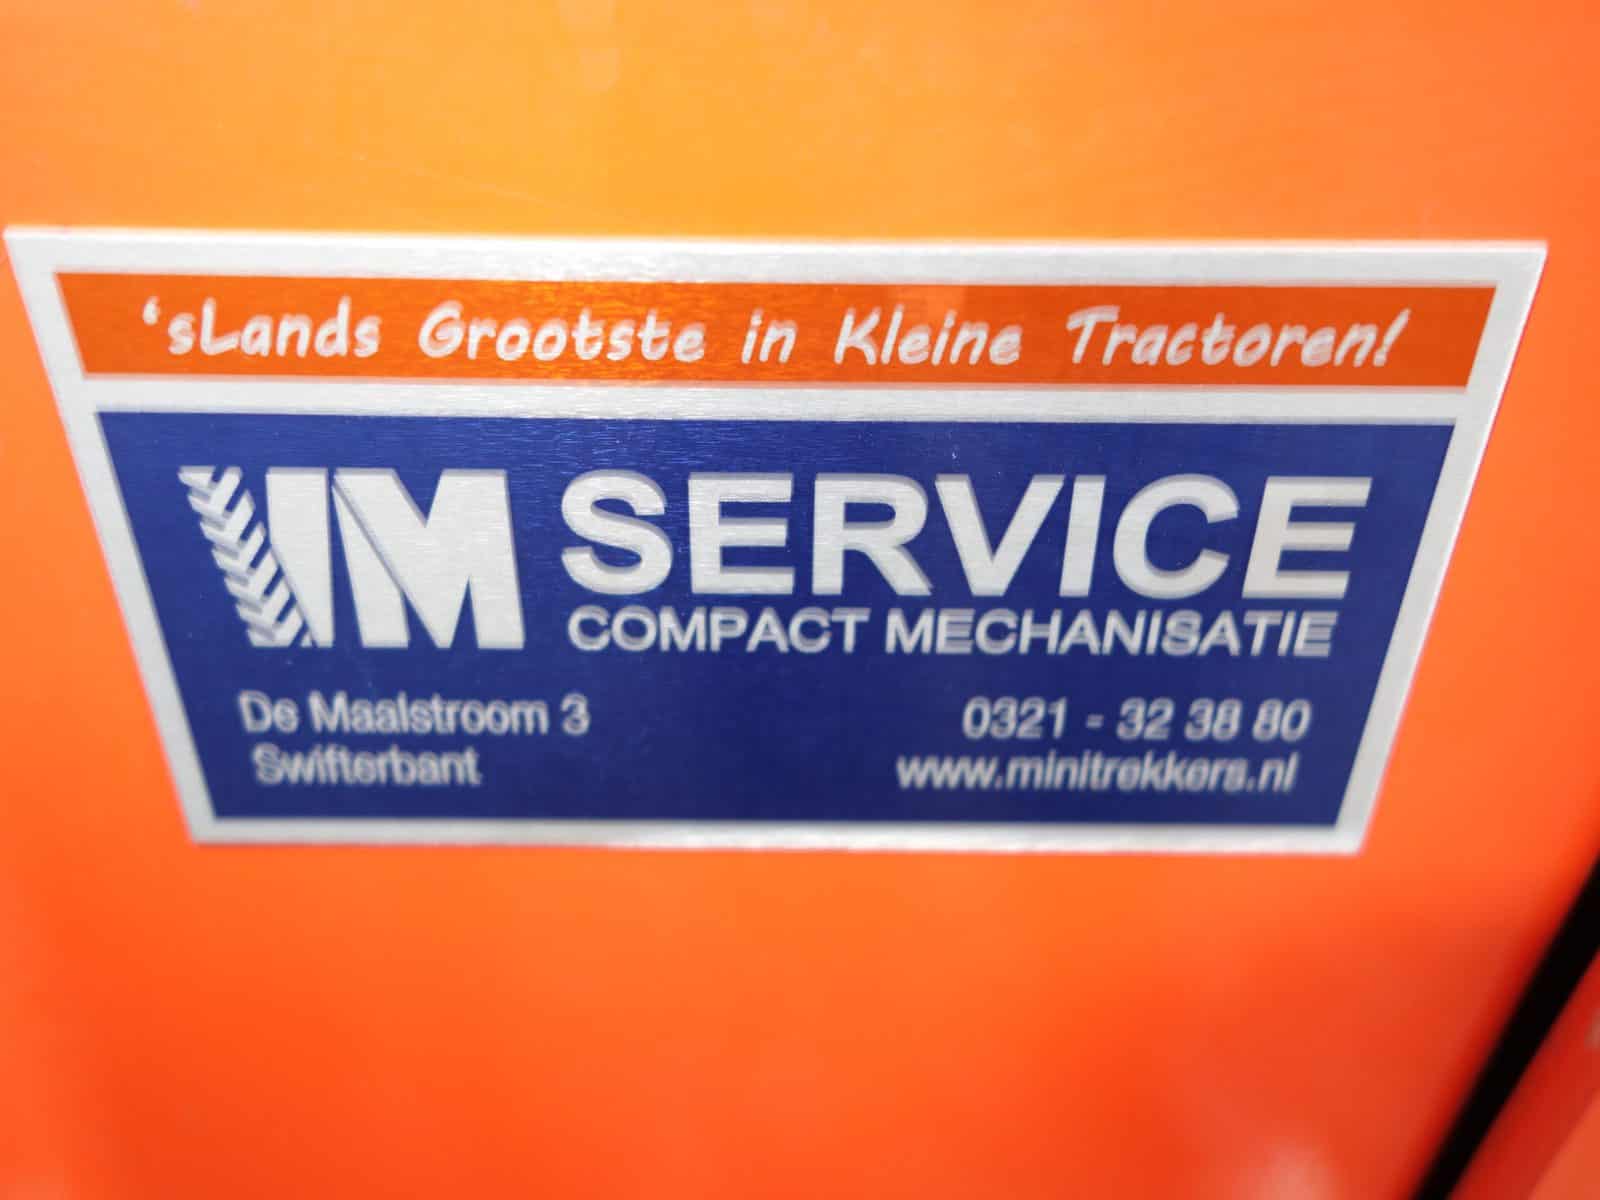 ‘sLands Grootste in Kleine Tractoren!
IM SERVICE
COMPACT MECHANISATIE
De Maalstroom 3
Swifterbant
0321 - 32 38 80
www.minitrekkers.nl